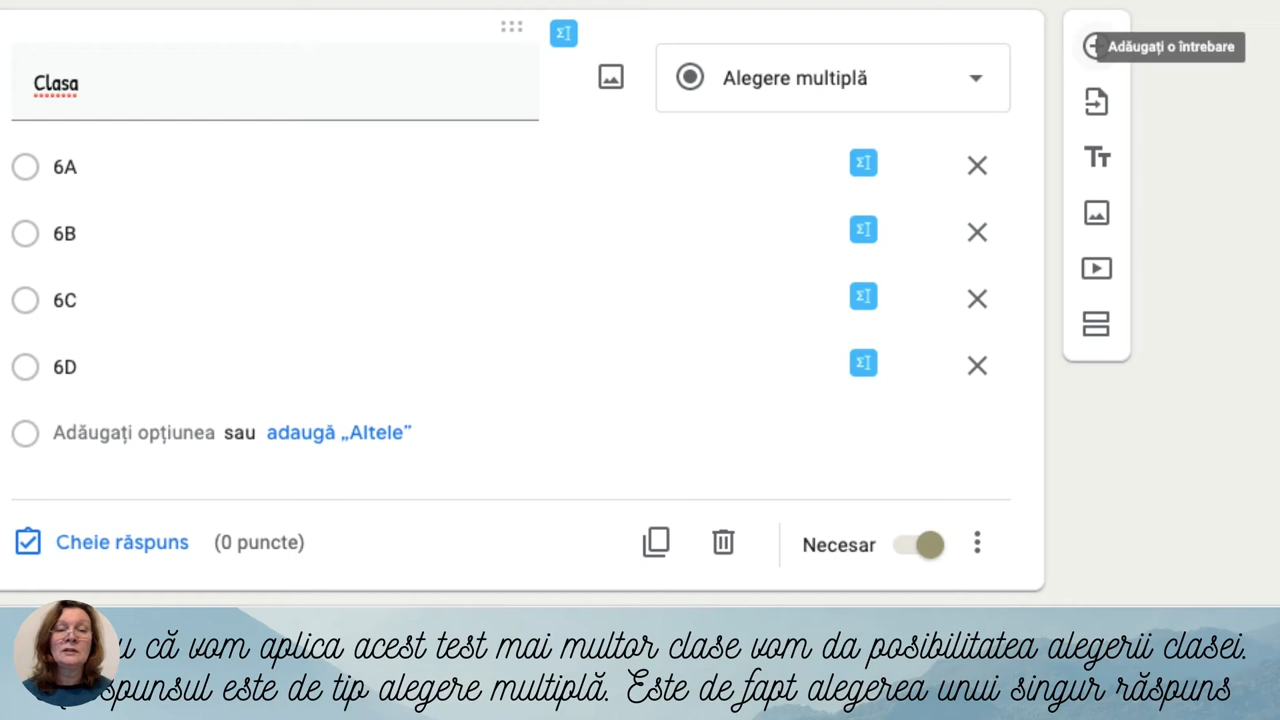 Adăugați o întrebare
Clasa
Alegere multiplă
6A
6B
6C
6D
Adăugați opțiunea sau adaugă „Altele”
Cheie răspuns (0 puncte)
Necesar
că vom aplica acest test mai multor clase vom da posibilitatea alegerii clasei.
este de tip alegere multiplă. Este de fapt alegerea unui singur răspuns